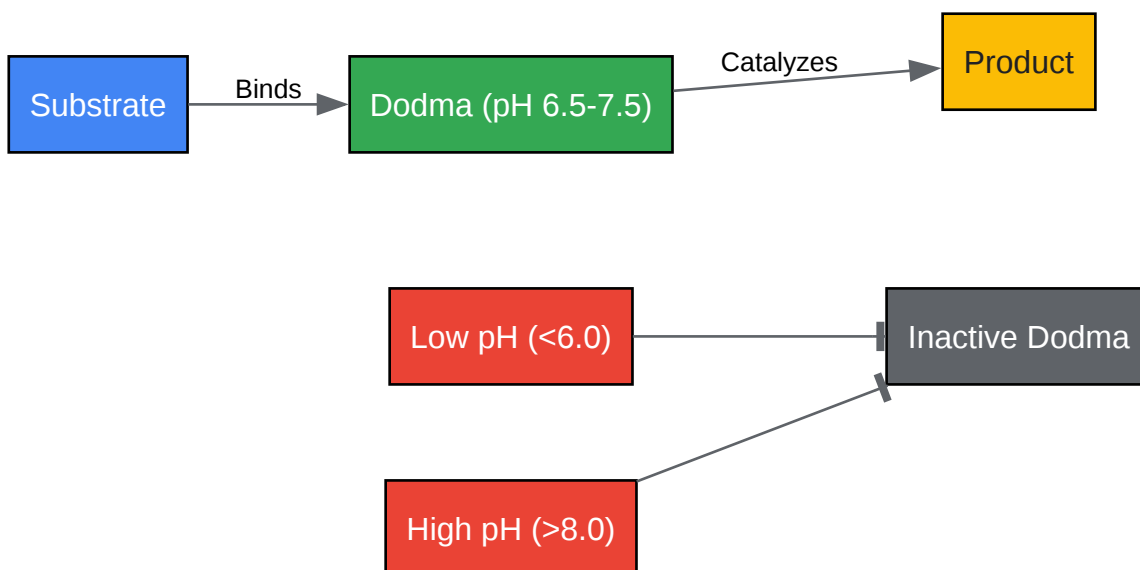 Substrate
Binds
Dodma (pH 6.5-7.5)
Catalyzes
Product
Low pH (<6.0)
Inactive Dodma
High pH (>8.0)